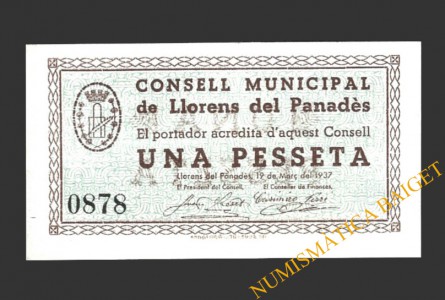 CONSELL MUNICIPAL
de Llorens del Panadès
El portador acredita d'aquest Consell
UNA PESSETA
Llorens del Panadès, 19 de Març del 1937
El President del Consell, El Conseller de Finances,
0878
NUMISMATICA BRIGET